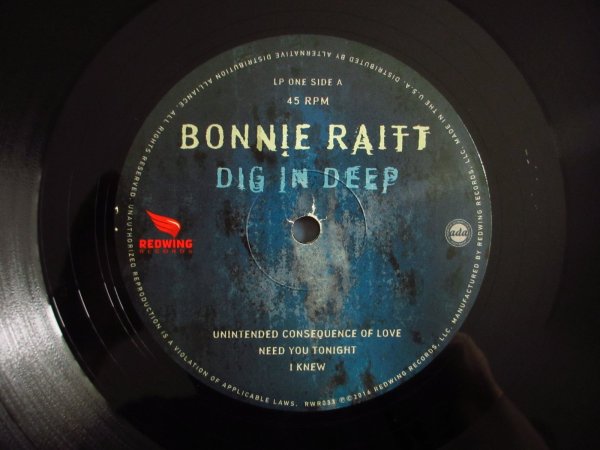 LP ONE SIDE A
45 RPM
BONNIE RAITT
DIG IN DEEP
REDWING
RECORDS
ada
UNINTENDED CONSEQUENCE OF LOVE
NEED YOU TONIGHT
I KNEW
UNAUTHORIZED REPRODUCTION IS A VIOLATION OF APPLICABLE LAWS. RWR033 ℗©2016 REDWING RECORDS, LLC. MANUFACTURED BY REDWING RECORDS, LLC. MADE IN THE U.S.A. DISTRIBUTED BY ALTERNATIVE DISTRIBUTION ALLIANCE. ALL RIGHTS RESERVED.